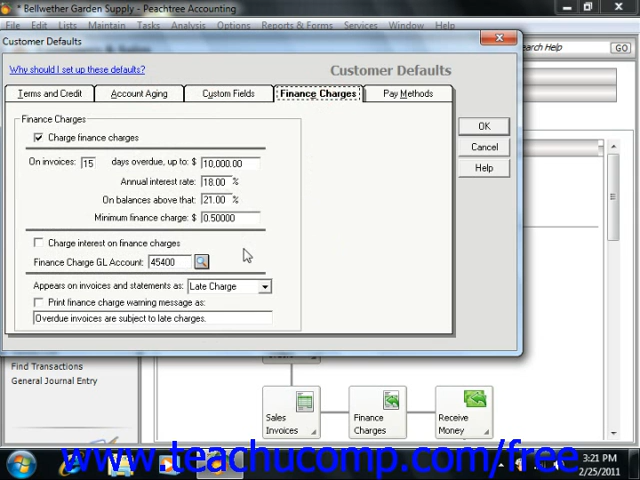 * Bellwether Garden Supply - Peachtree Accounting
File Edit Lists Maintain Tasks Analysis Options Reports & Forms Services Window Help
Customer Defaults
Search Help GO
Why should I set up these defaults?
Customer Defaults
Terms and Credit Account Aging Custom Fields Finance Charges Pay Methods
Finance Charges
Charge finance charges
On invoices: 15 days overdue, up to: $ 10,000.00
Annual interest rate: 18.00 %
On balances above that: 21.00 %
Minimum finance charge: $ 0.50000
Charge interest on finance charges
Finance Charge GL Account: 45400
Appears on invoices and statements as: Late Charge
Print finance charge warning message as:
Overdue invoices are subject to late charges.
OK
Cancel
Help
Find Transactions
General Journal Entry
Sales Invoices
Finance Charges
Receive Money
www.teachucomp.com/free
3:21 PM
2/25/2011